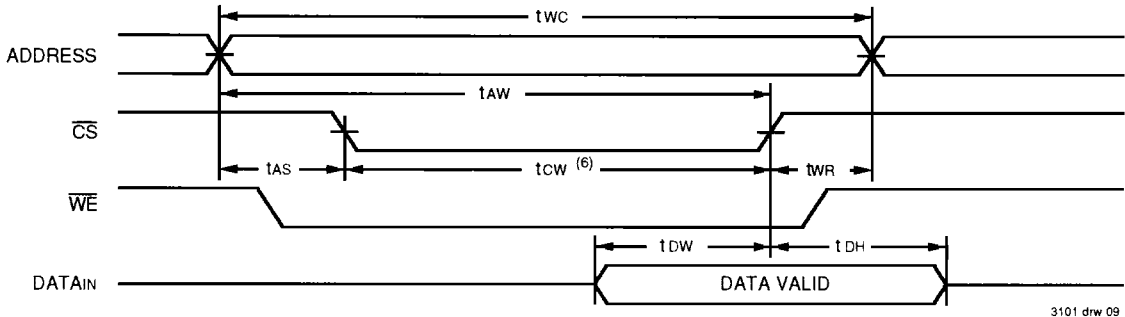 tWC
ADDRESS
tAW
CS
tAS
tCW (6)
tWR
WE
tDW
tDH
DATAIN
DATA VALID
3101 drw 09